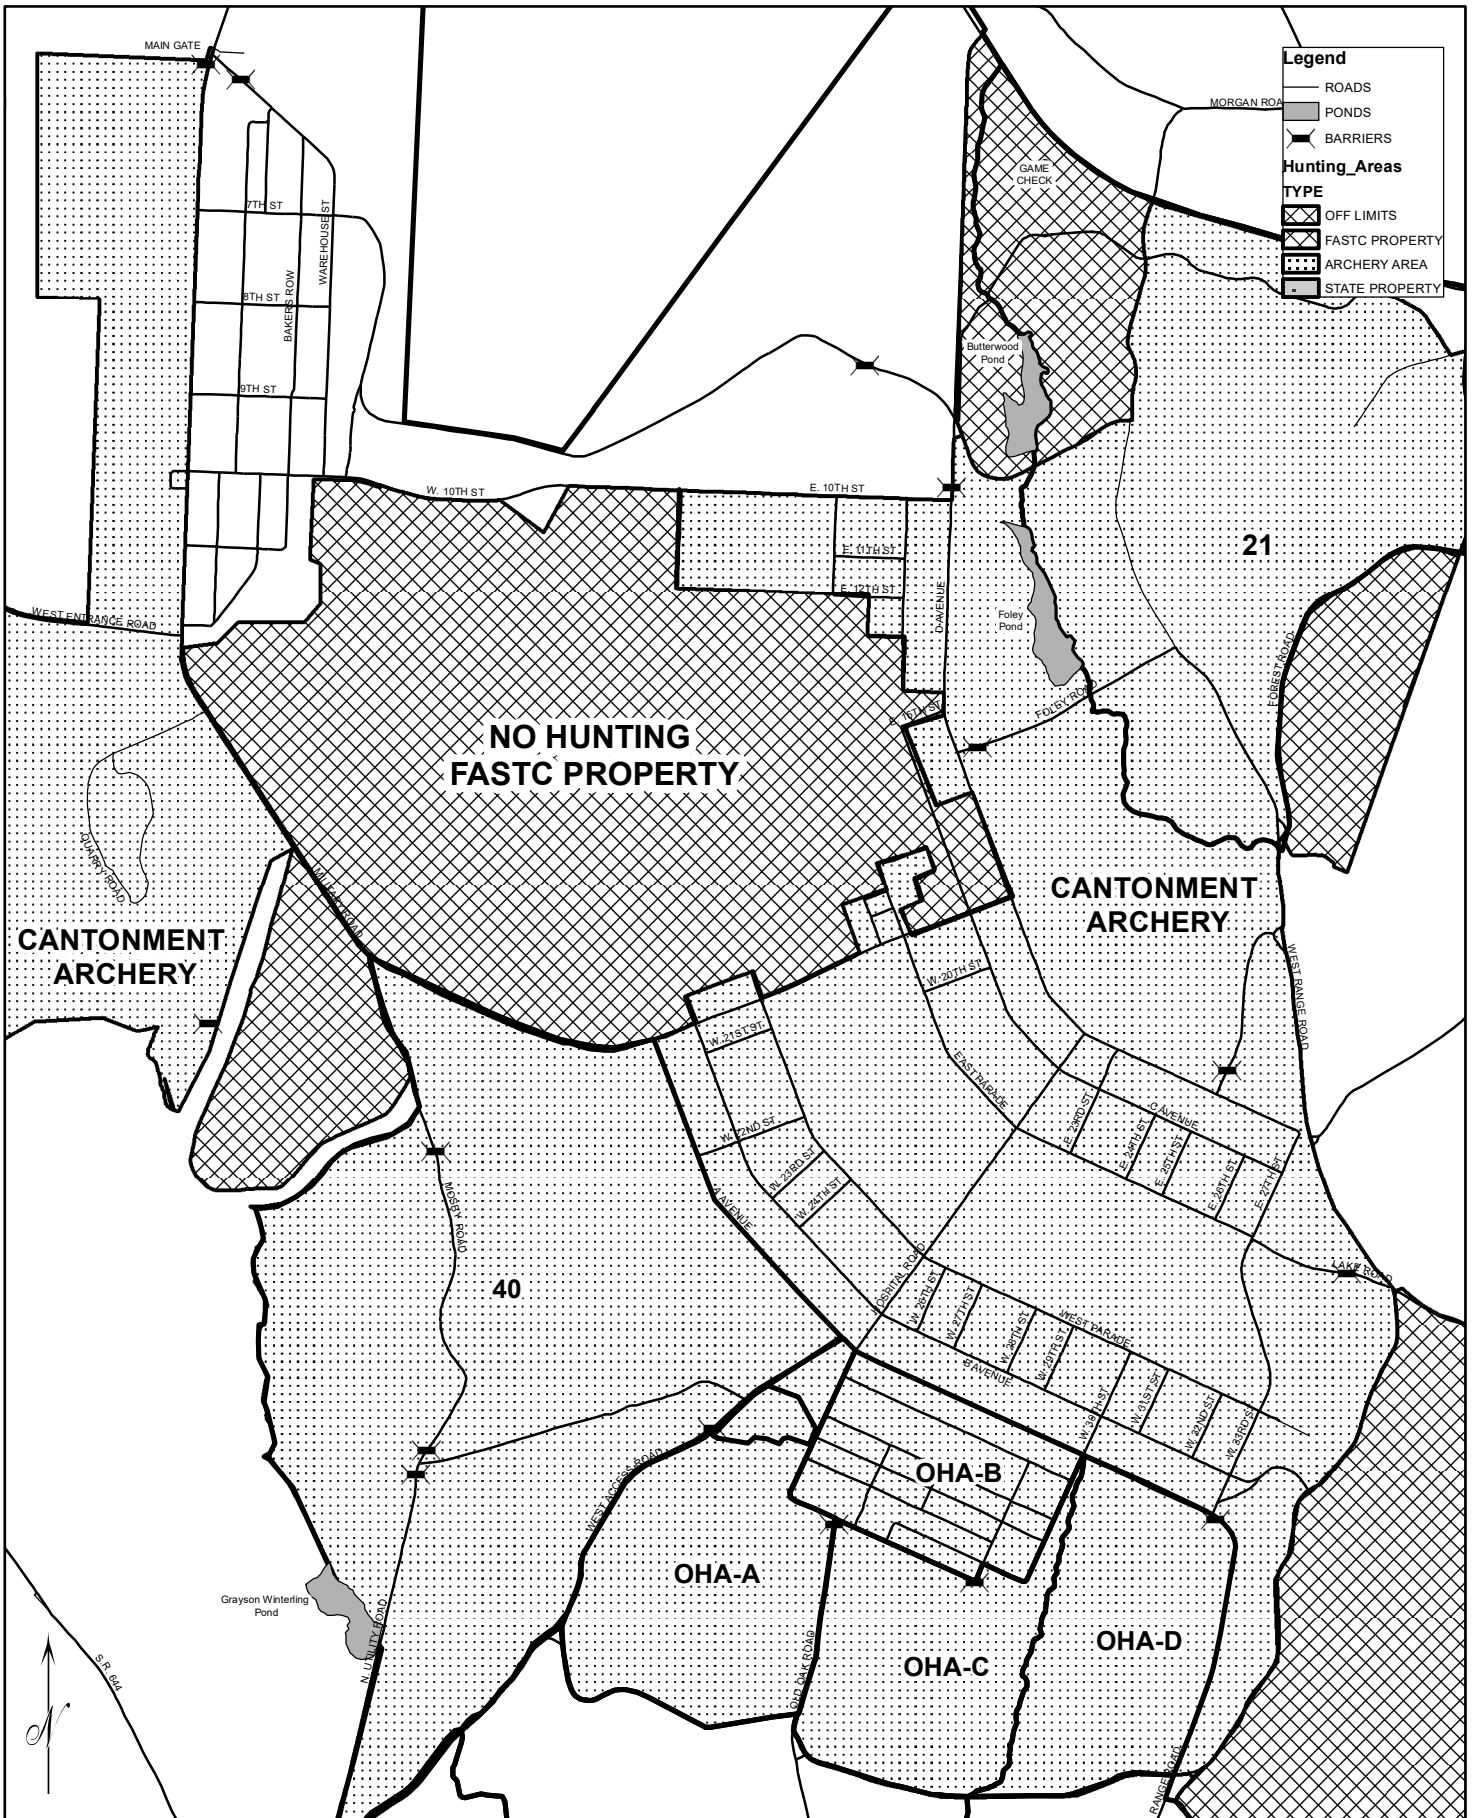 MAIN GATE
Legend
ROADS
MORGAN ROA
PONDS
BARRIERS
Hunting_Areas
TYPE
OFF LIMITS
FASTC PROPERTY
ARCHERY AREA
STATE PROPERTY
GAME
CHECK
7TH ST
WAREHOUSE ST
BAKERS ROW
8TH ST
9TH ST
Butterwood
Pond
W. 10TH ST
E. 10TH ST
E. 11TH ST
E. 12TH ST
21
D AVENUE
Foley
Pond
WEST ENTRANCE ROAD
FOREST ROAD
FOLEY ROAD
E. 15TH ST
NO HUNTING
FASTC PROPERTY
QUARRY ROAD
MILITARY ROAD
CANTONMENT
ARCHERY
CANTONMENT
ARCHERY
W. 20TH ST
WEST RANGE ROAD
W. 21ST ST
EAST PARADE
C AVENUE
E. 23RD ST
E. 24TH ST
E. 25TH ST
E. 26TH ST
E. 27TH ST
W. 22ND ST
W. 23RD ST
W. 24TH ST
A AVENUE
MOSBY ROAD
HOSPITAL ROAD
LAKE ROAD
40
W. 26TH ST
W. 27TH ST
W. 28TH ST
W. 29TH ST
WEST PARADE
B AVENUE
W. 30TH ST
W. 31ST ST
W. 32ND ST
W. 33RD S
OHA-B
WEST ACCESS ROAD
OHA-A
Grayson Winterling
Pond
N. UTILITY ROAD
OLD OAK ROAD
OHA-C
OHA-D
S.R. 644
N
RANGE ROAD